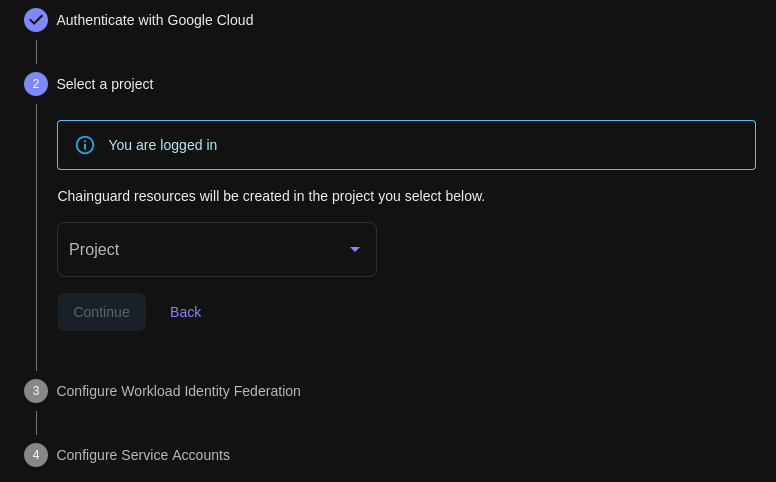 Authenticate with Google Cloud
2 Select a project
You are logged in
Chainguard resources will be created in the project you select below.
Project
Continue Back
3 Configure Workload Identity Federation
4 Configure Service Accounts